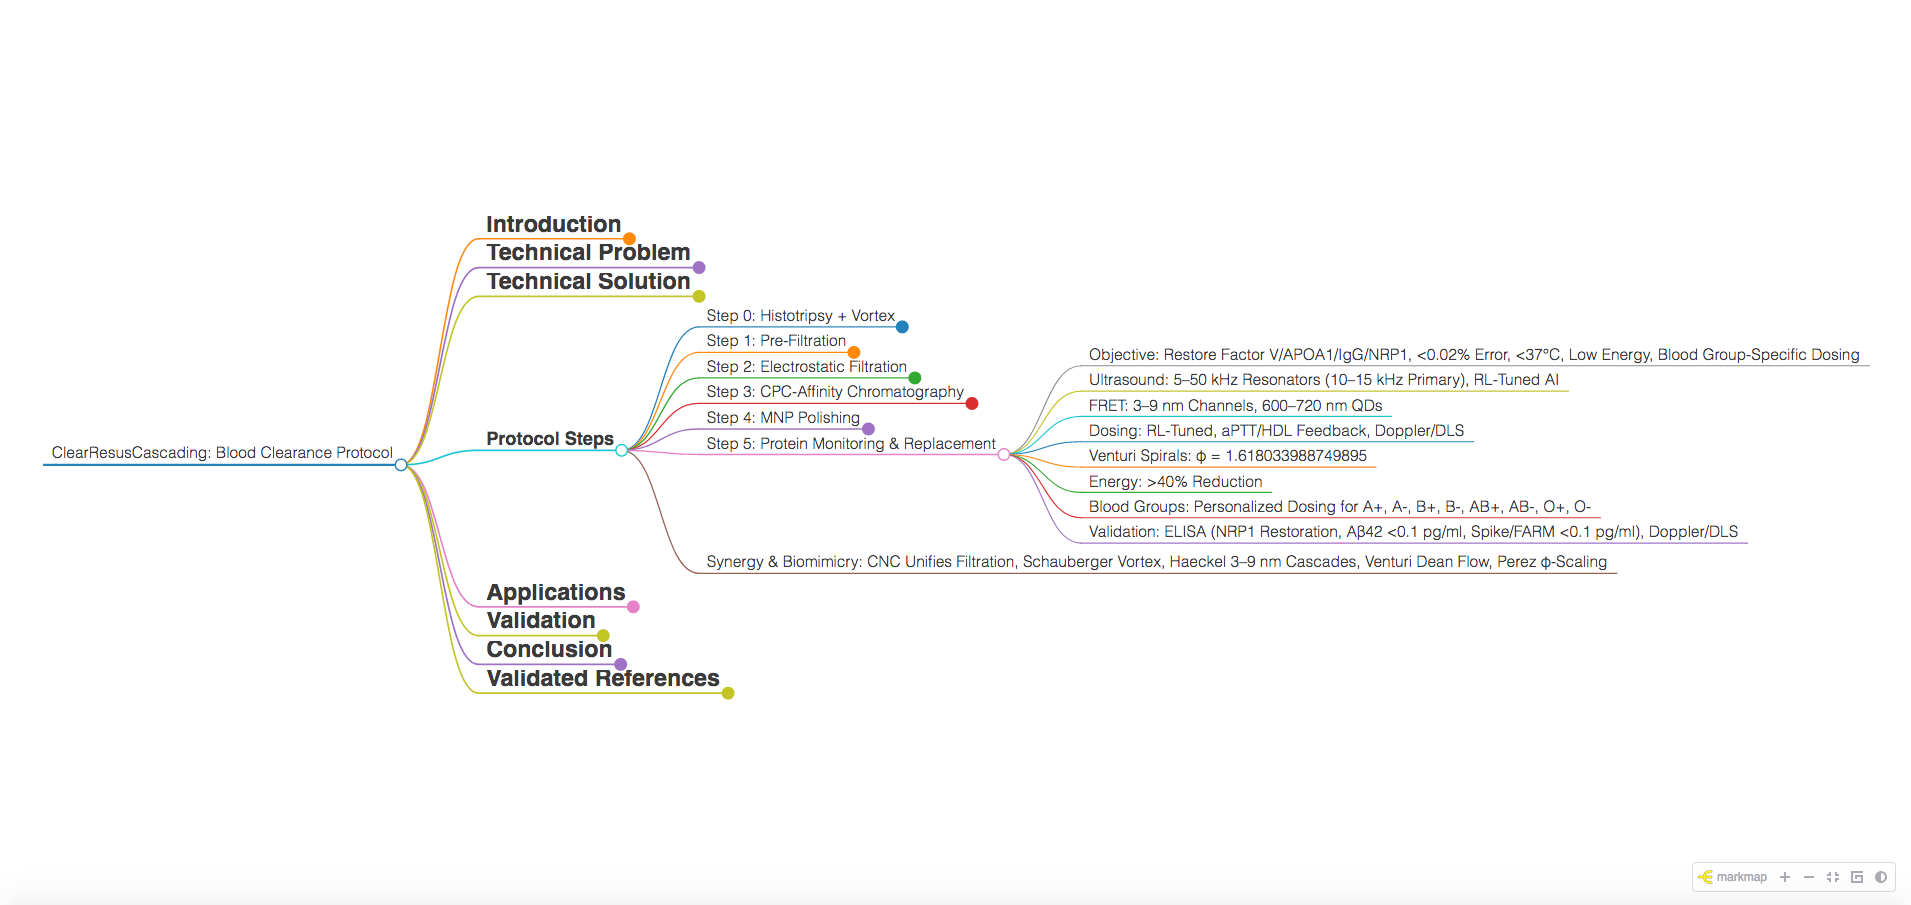 ClearResusCascading: Blood Clearance Protocol
Introduction
Technical Problem
Technical Solution
Protocol Steps
Step 0: Histotripsy + Vortex
Step 1: Pre-Filtration
Step 2: Electrostatic Filtration
Step 3: CPC-Affinity Chromatography
Step 4: MNP Polishing
Step 5: Protein Monitoring & Replacement
Objective: Restore Factor V/APOA1/IgG/NRP1, <0.02% Error, <37°C, Low Energy, Blood Group-Specific Dosing
Ultrasound: 5–50 kHz Resonators (10–15 kHz Primary), RL-Tuned AI
FRET: 3–9 nm Channels, 600–720 nm QDs
Dosing: RL-Tuned, aPTT/HDL Feedback, Doppler/DLS
Venturi Spirals: φ = 1.618033988749895
Energy: >40% Reduction
Blood Groups: Personalized Dosing for A+, A-, B+, B-, AB+, AB-, O+, O-
Validation: ELISA (NRP1 Restoration, Aβ42 <0.1 pg/ml, Spike/FARM <0.1 pg/ml), Doppler/DLS
Synergy & Biomimicry: CNC Unifies Filtration, Schauberger Vortex, Haeckel 3–9 nm Cascades, Venturi Dean Flow, Perez φ-Scaling
Applications
Validation
Conclusion
Validated References
markmap